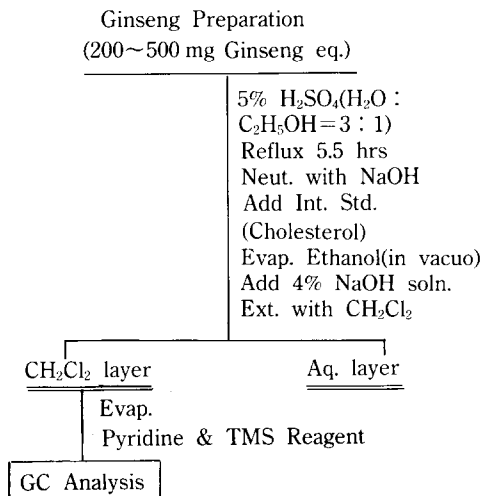 Ginseng Preparation
(200~500 mg Ginseng eq.)
5% H₂SO₄(H₂O :
C₂H₅OH=3 : 1)
Reflux 5.5 hrs
Neut. with NaOH
Add Int. Std.
(Cholesterol)
Evap. Ethanol(in vacuo)
Add 4% NaOH soln.
Ext. with CH₂Cl₂
CH₂Cl₂ layer
Aq. layer
Evap.
Pyridine & TMS Reagent
GC Analysis